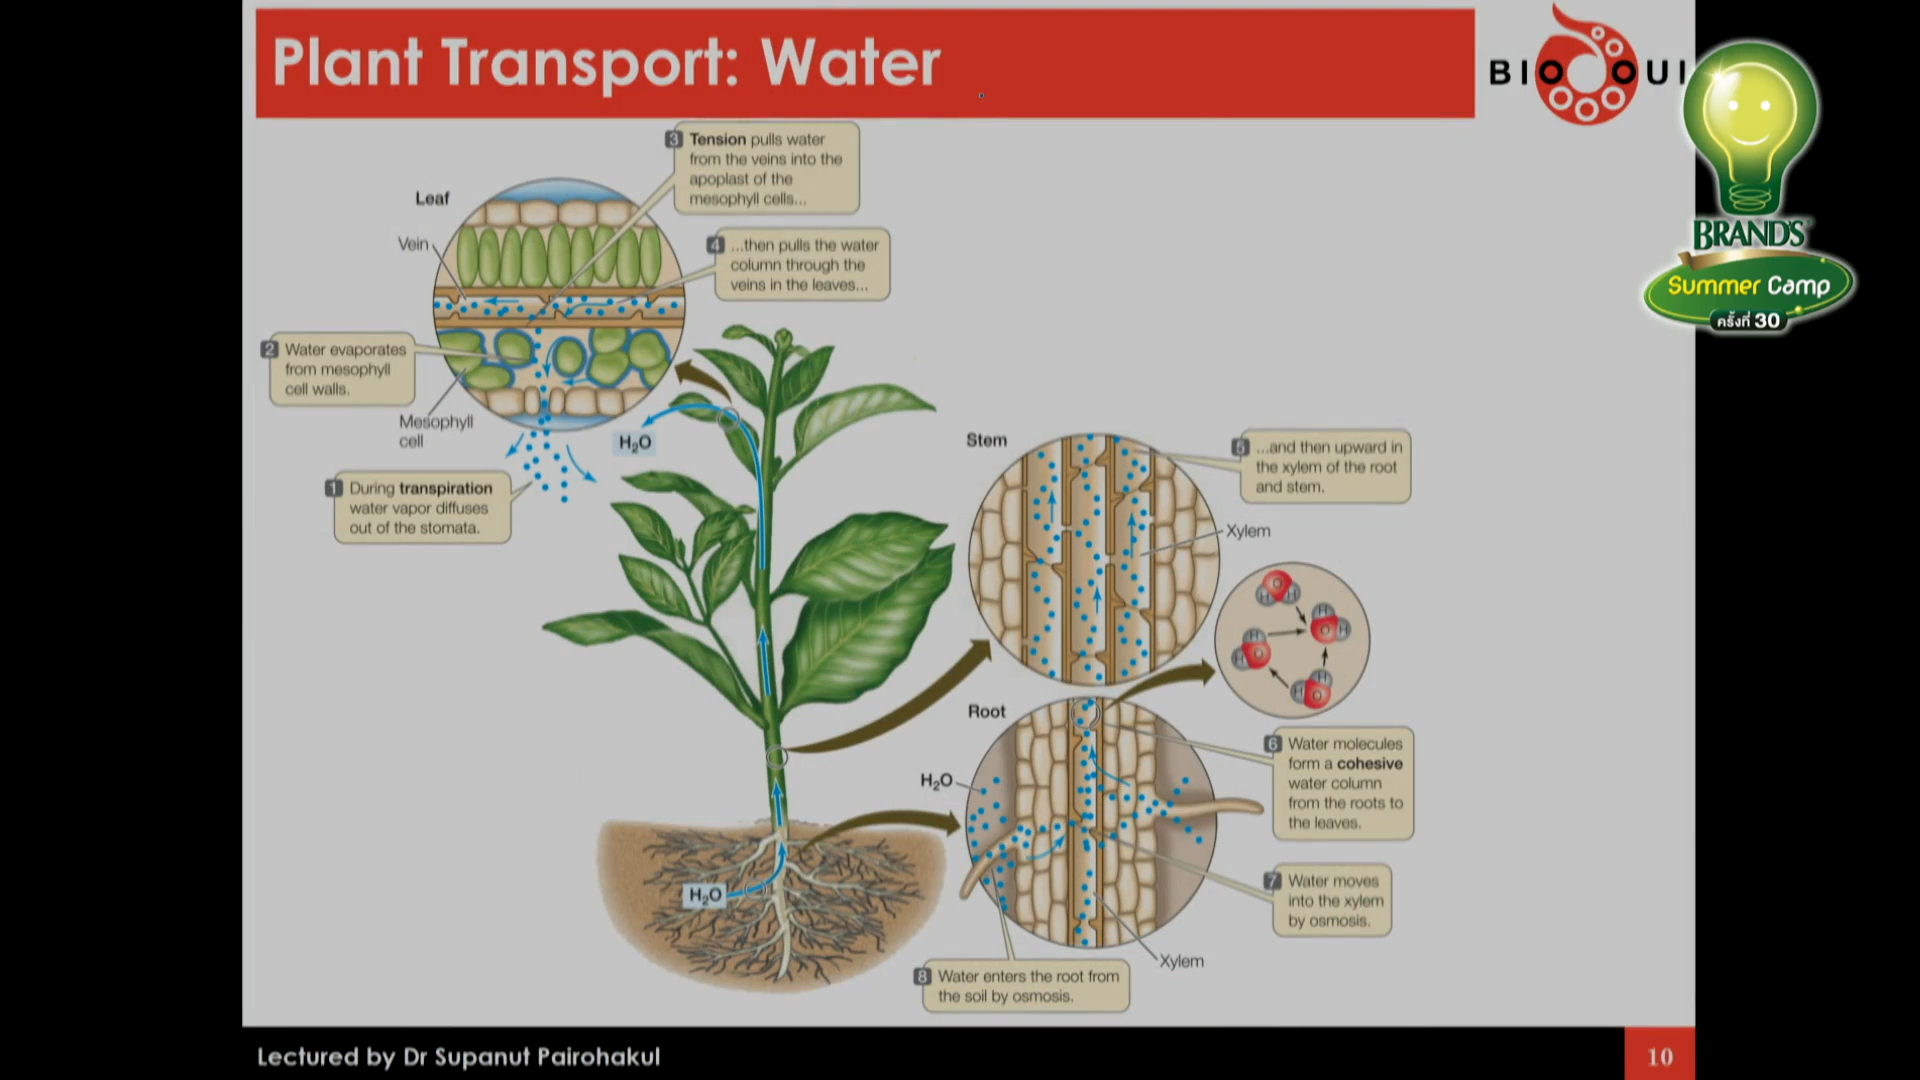 Plant Transport: Water
BIO OUI
BRAND'S
Summer Camp
ครั้งที่ 30
Leaf
Vein
3 Tension pulls water
from the veins into the
apoplast of the
mesophyll cells...
4 ...then pulls the water
column through the
veins in the leaves...
2 Water evaporates
from mesophyll
cell walls.
Mesophyll
cell
1 During transpiration
water vapor diffuses
out of the stomata.
H₂O
Stem
5 ...and then upward in
the xylem of the root
and stem.
Xylem
H
H
O
H
O
H
H
H
O
H
H
O
Root
H₂O
6 Water molecules
form a cohesive
water column
from the roots to
the leaves.
7 Water moves
into the xylem
by osmosis.
Xylem
H₂O
8 Water enters the root from
the soil by osmosis.
Lectured by Dr Supanut Pairohakul
10